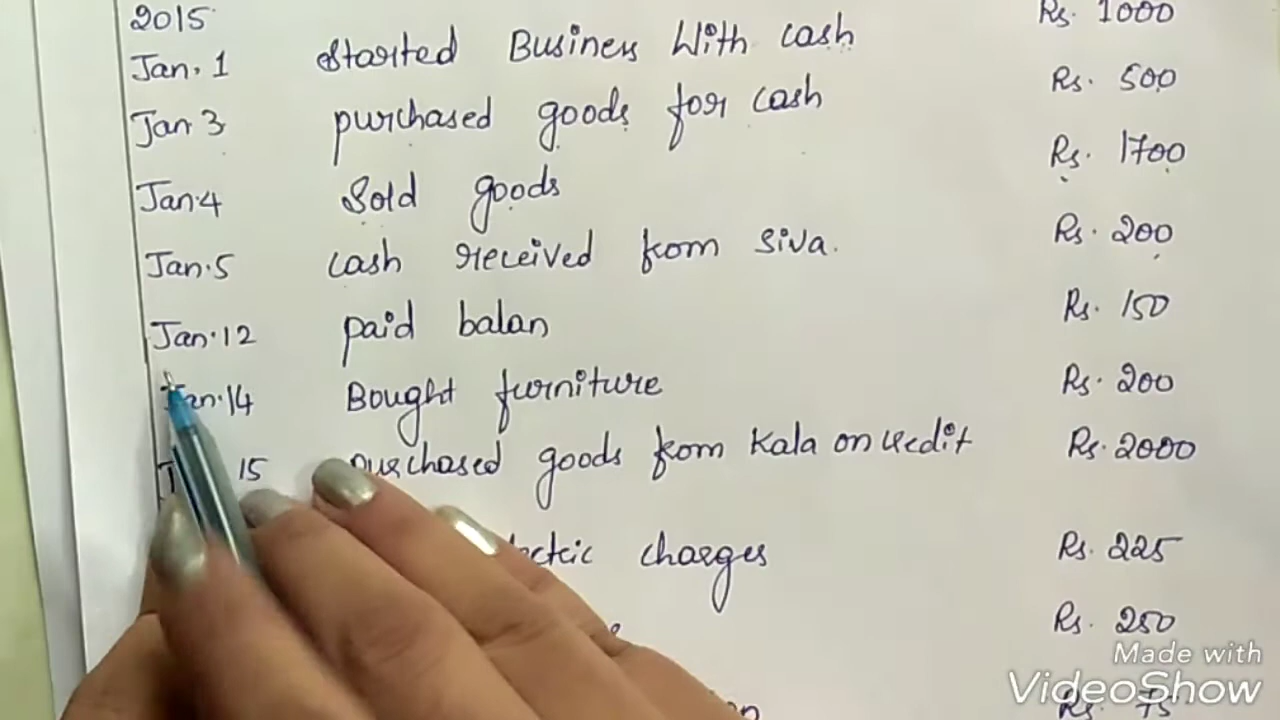 2015 Rs. 1000
Jan. 1 Started Business With cash
Jan 3 purchased goods for cash Rs. 500
Jan.4 Sold goods Rs. 1700
Jan.5 cash received from Siva. Rs. 200
Jan.12 paid balan Rs. 150
Jan.14 Bought furniture Rs. 200
15 purchased goods from Kala on credit Rs. 2000
charges Rs. 225
Rs. 250
Rs. 75
Made with
VideoShow